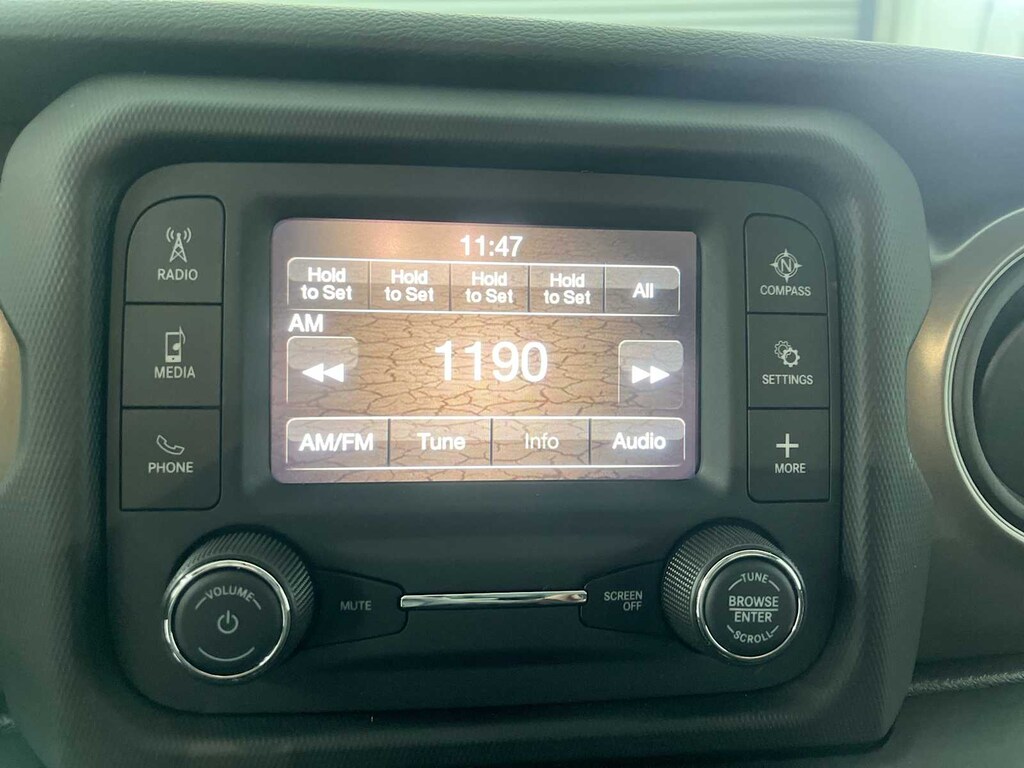 11:47
Hold to Set
Hold to Set
Hold to Set
Hold to Set
All
AM
1190
AM/FM
Tune
Info
Audio
RADIO
MEDIA
PHONE
N
COMPASS
SETTINGS
MORE
VOLUME
MUTE
SCREEN
OFF
TUNE
BROWSE
ENTER
SCROLL